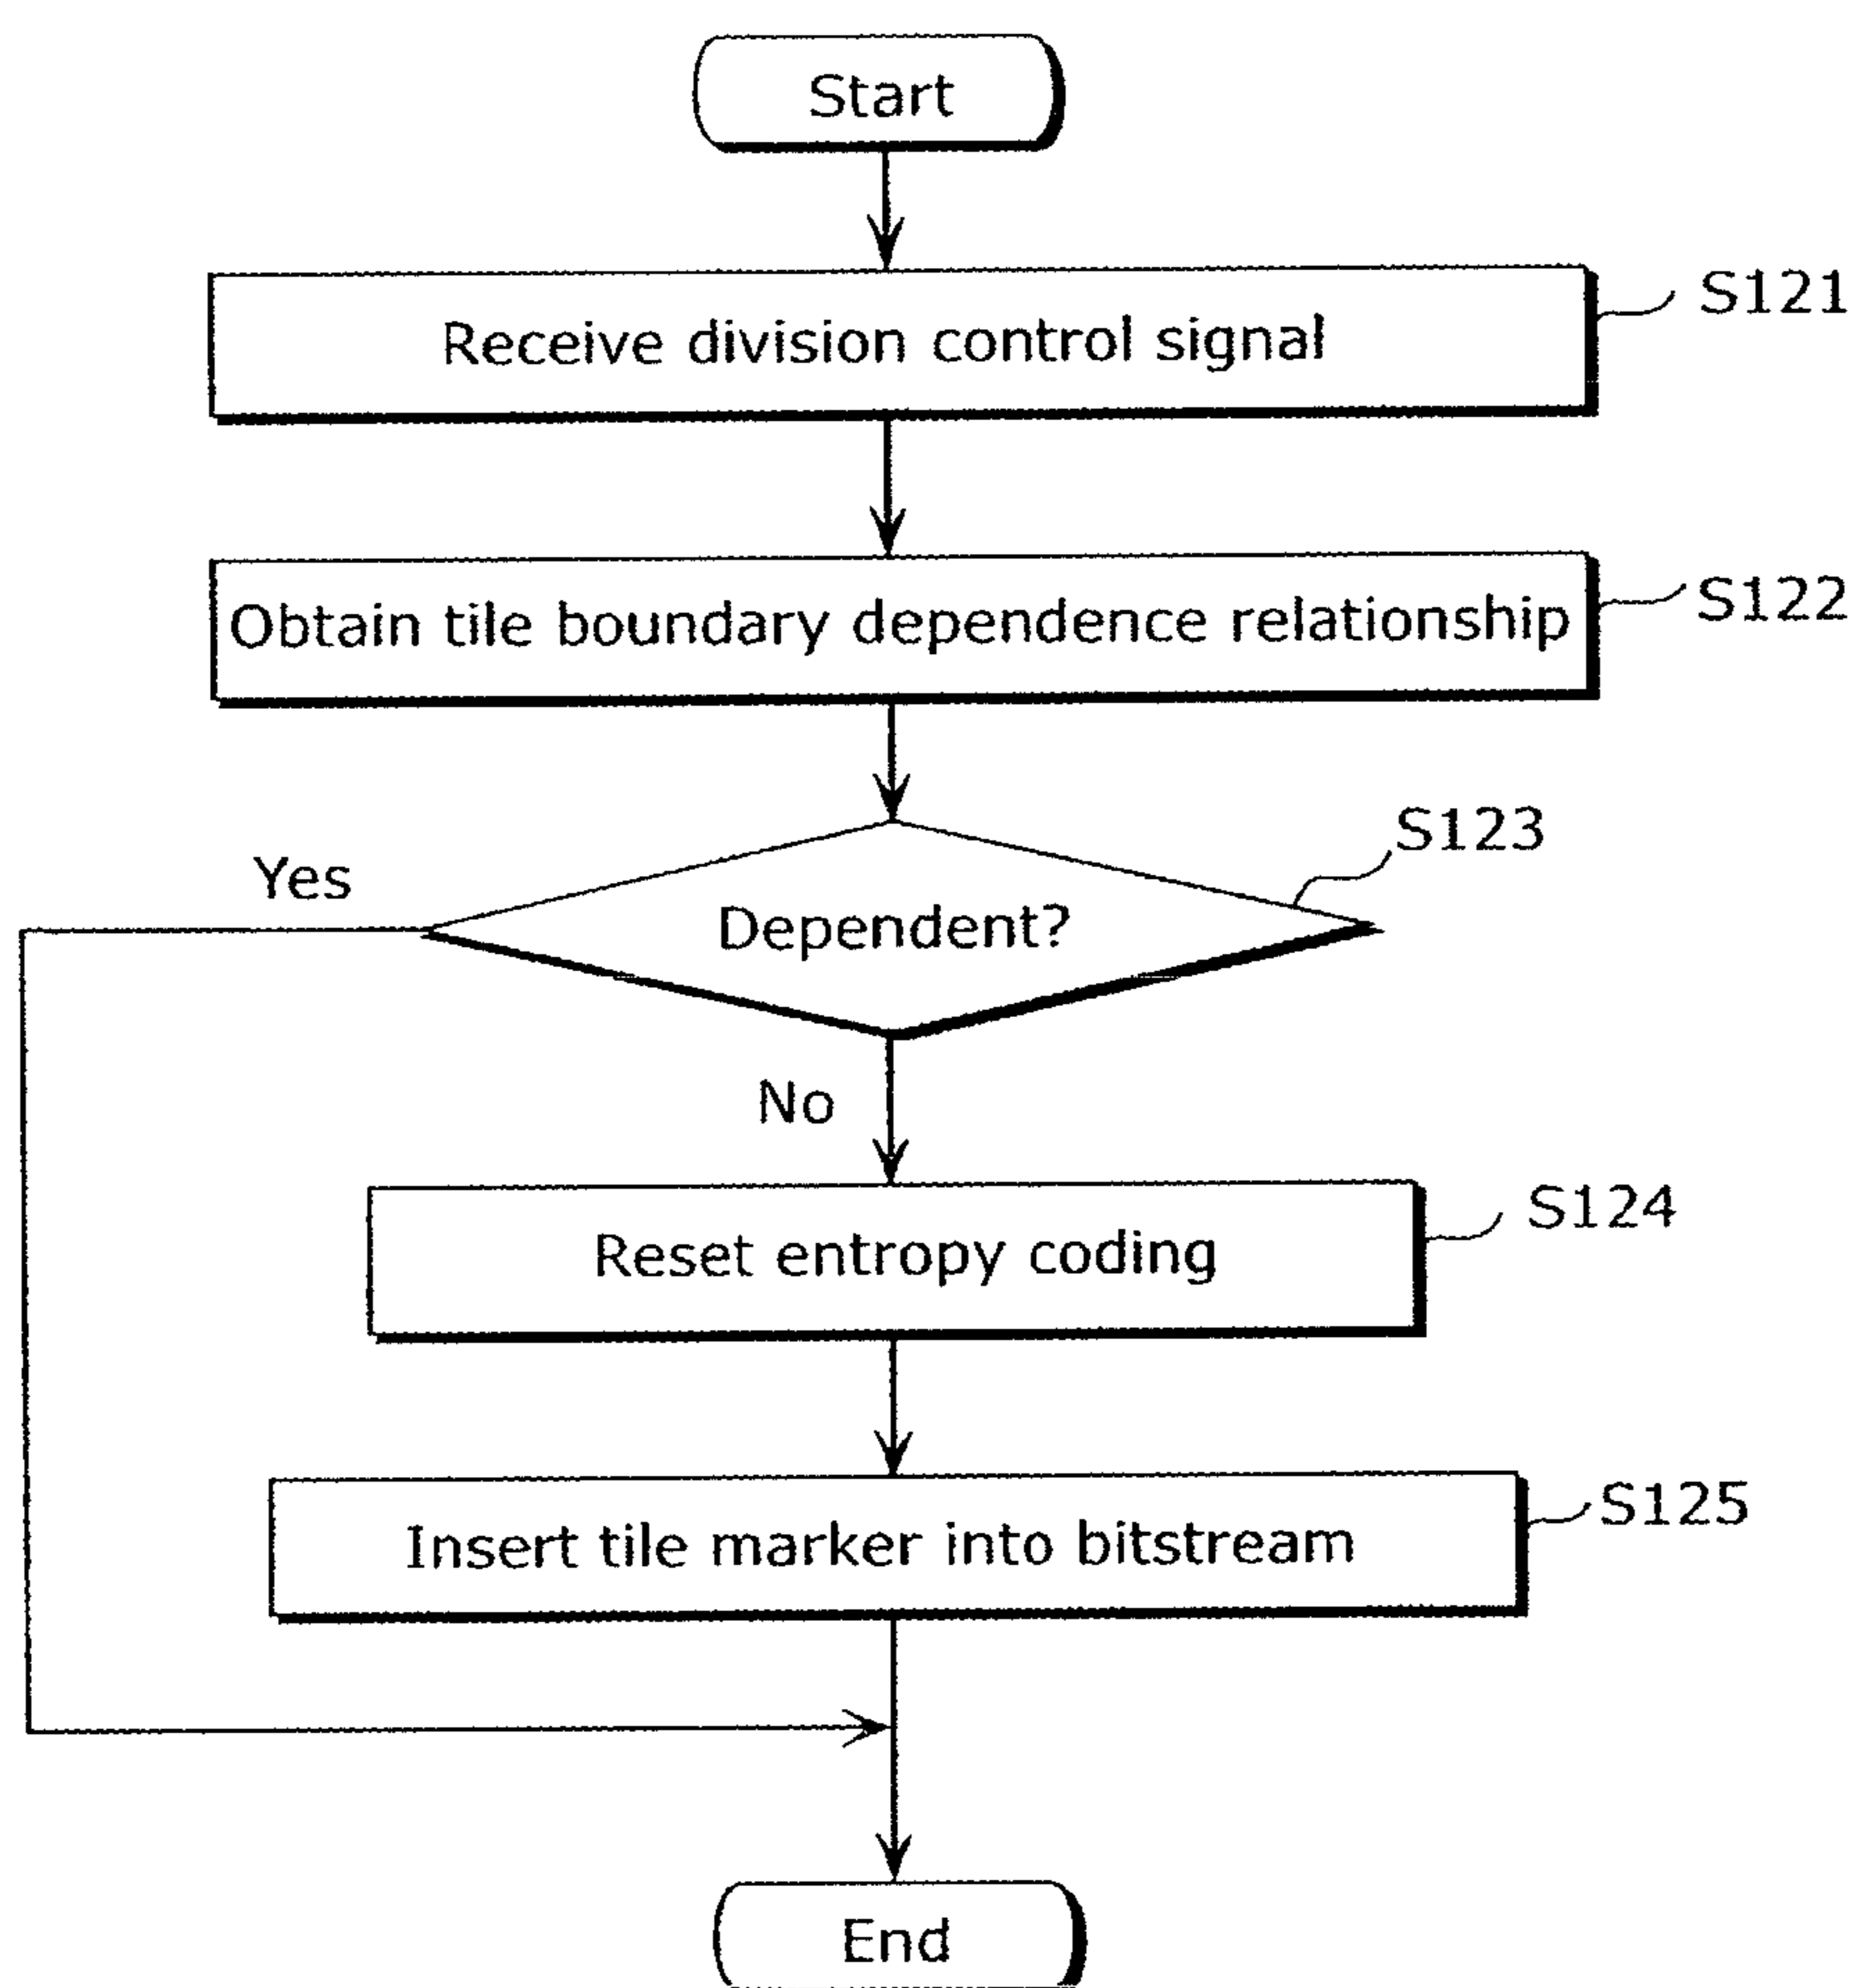 Start
Receive division control signal
S121
Obtain tile boundary dependence relationship
S122
S123
Yes
Dependent?
No
S124
Reset entropy coding
S125
Insert tile marker into bitstream
End